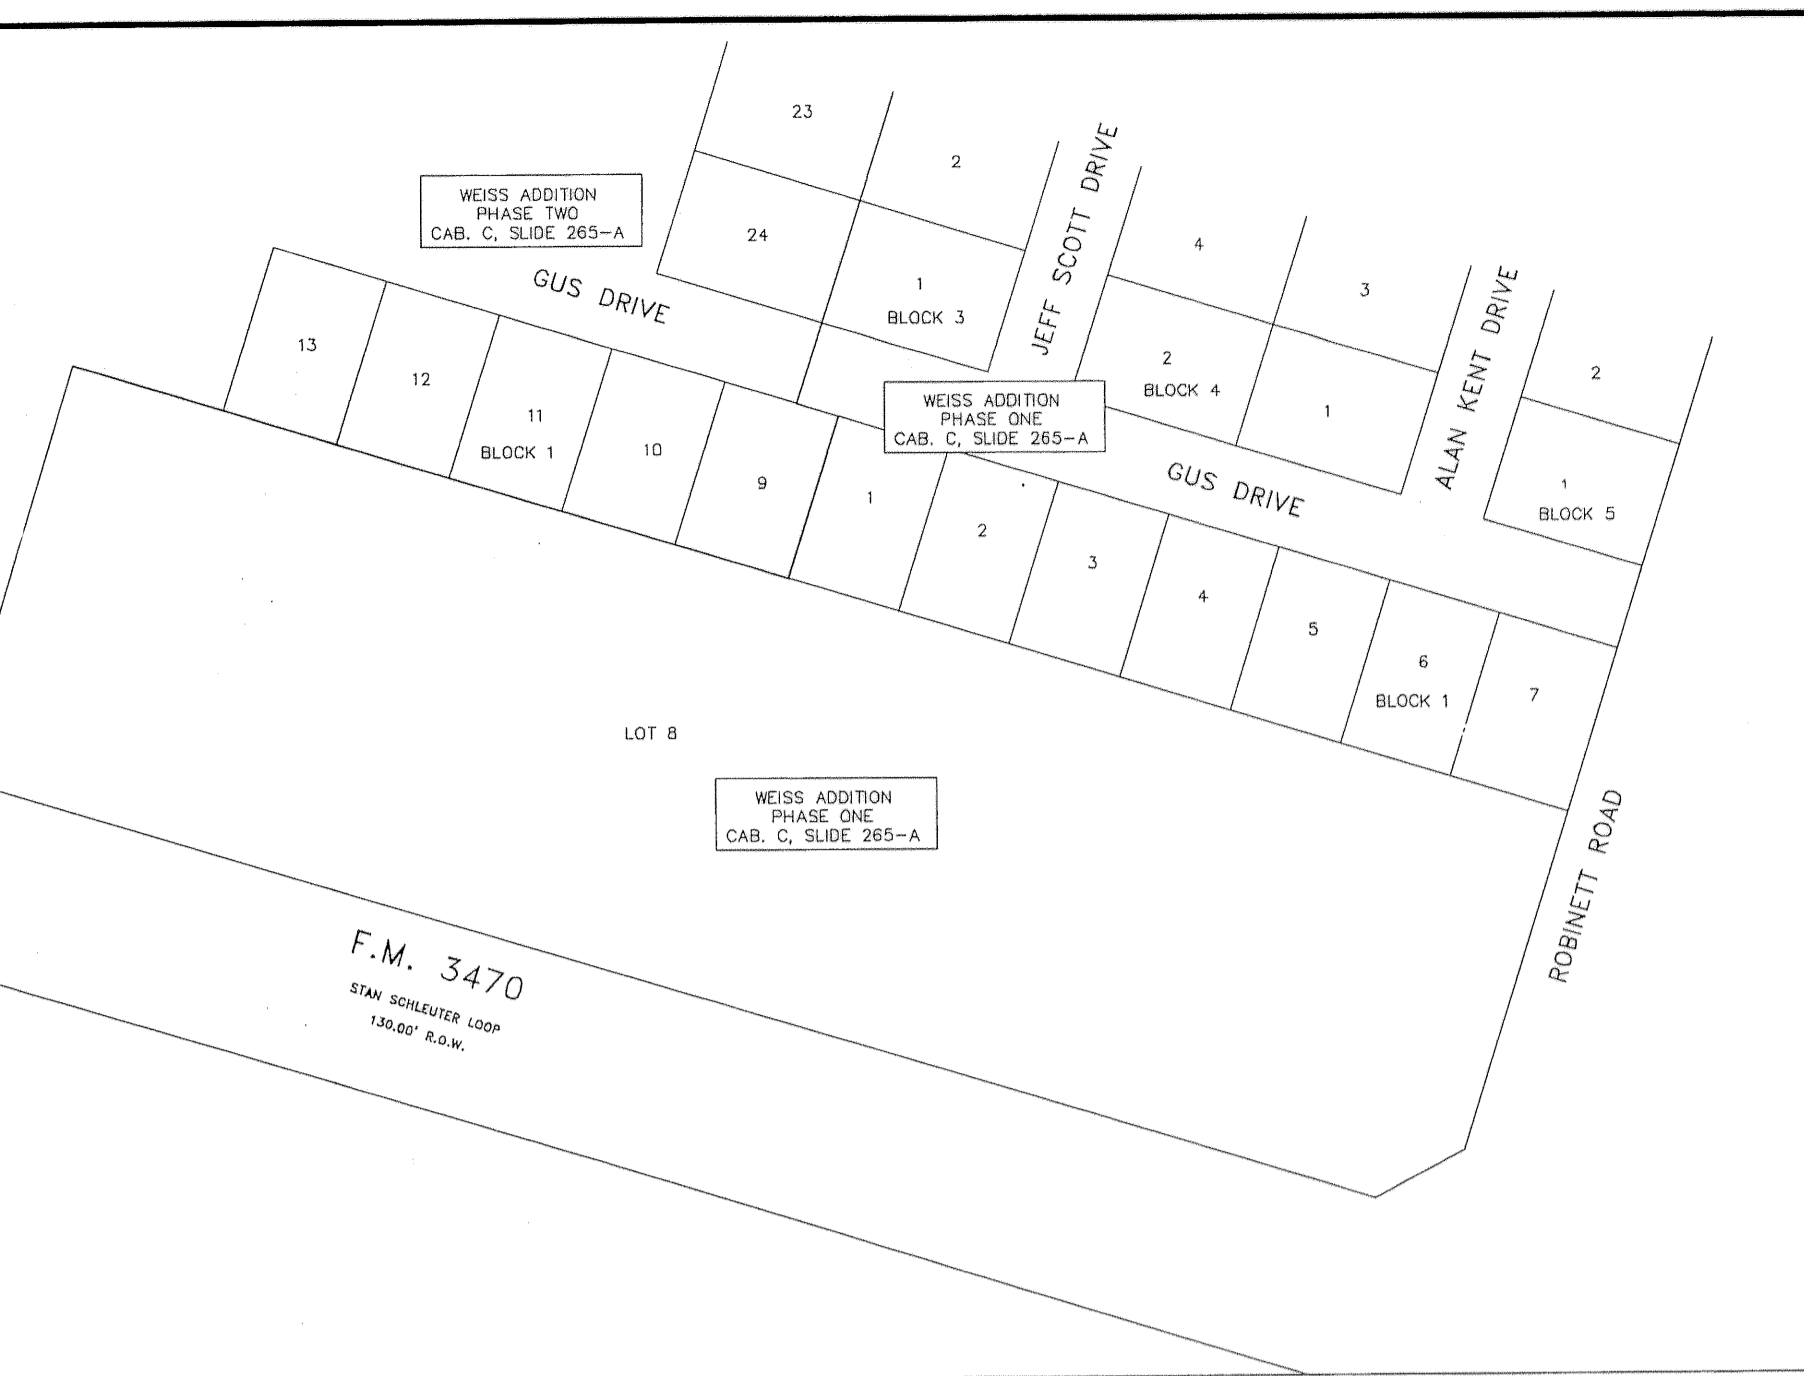 23
2
WEISS ADDITION
PHASE TWO
CAB. C, SLIDE 265-A
24
1
BLOCK 3
JEFF SCOTT DRIVE
4
3
GUS DRIVE
2
BLOCK 4
1
ALAN KENT DRIVE
2
1
BLOCK 5
13
12
11
BLOCK 1
10
9
WEISS ADDITION
PHASE ONE
CAB. C, SLIDE 265-A
GUS DRIVE
1
2
3
4
5
6
BLOCK 1
7
LOT 8
WEISS ADDITION
PHASE ONE
CAB. C, SLIDE 265-A
ROBINETT ROAD
F.M. 3470
STAN SCHLEUTER LOOP
130.00' R.O.W.